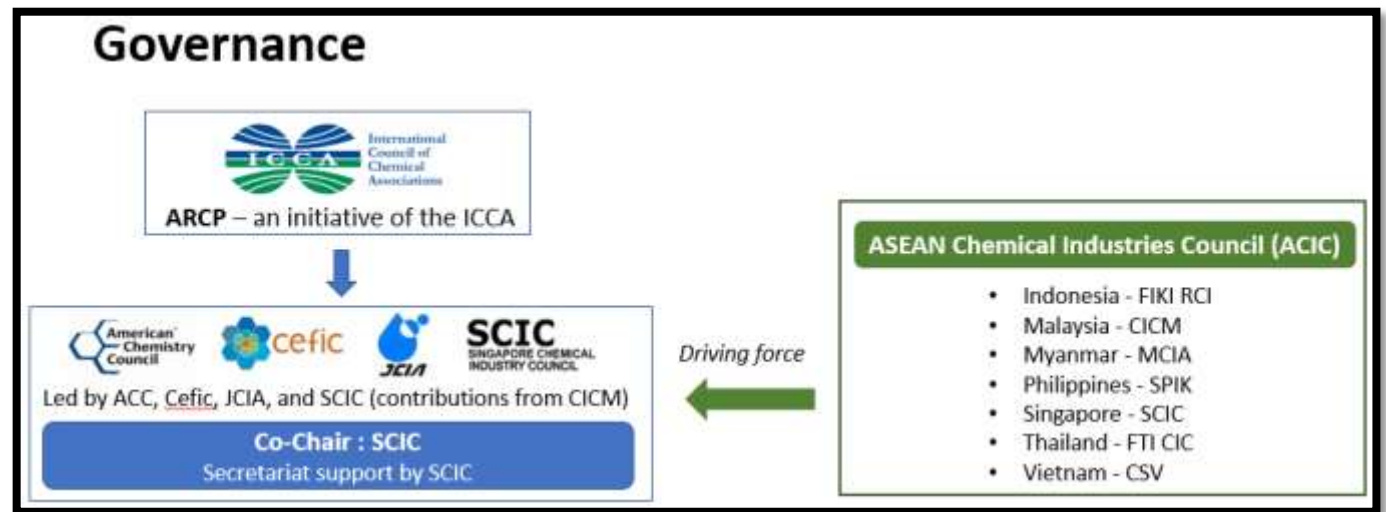 Governance
ICCA
International
Council of
Chemical
Associations
ARCP – an initiative of the ICCA
American
Chemistry
Council
cefic
JCIA
SCIC
SINGAPORE CHEMICAL
INDUSTRY COUNCIL
Led by ACC, Cefic, JCIA, and SCIC (contributions from CICM)
Co-Chair : SCIC
Secretariat support by SCIC
Driving force
ASEAN Chemical Industries Council (ACIC)
• Indonesia - FIKI RCI
• Malaysia - CICM
• Myanmar - MCIA
• Philippines - SPIK
• Singapore - SCIC
• Thailand - FTI CIC
• Vietnam - CSV